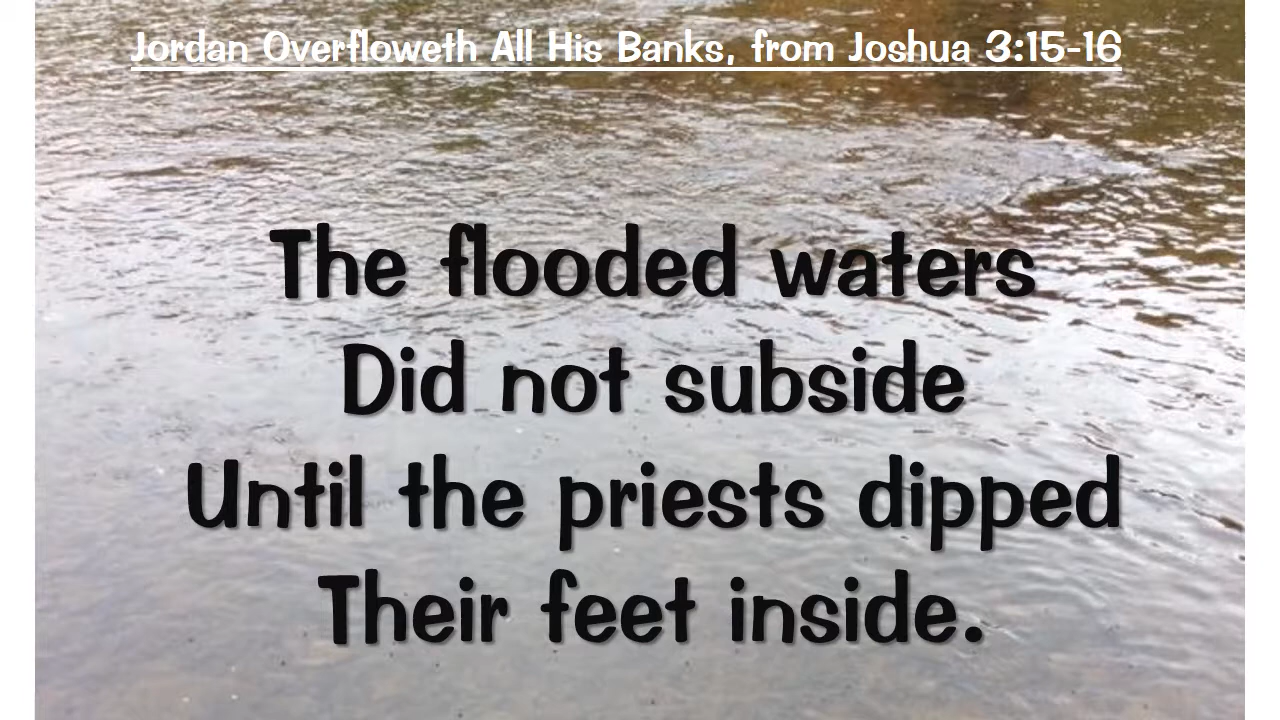 Jordan Overfloweth All His Banks, from Joshua 3:15-16
The flooded waters
Did not subside
Until the priests dipped
Their feet inside.